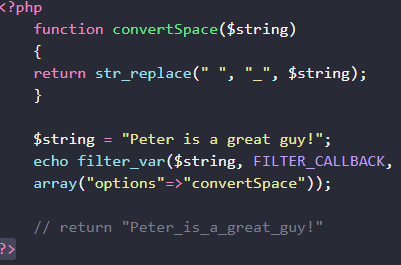 <?php
function convertSpace($string)
{
return str_replace(" ", "_", $string);
}
$string = "Peter is a great guy!";
echo filter_var($string, FILTER_CALLBACK,
array("options"=>"convertSpace"));
// return "Peter_is_a_great_guy!"
?>